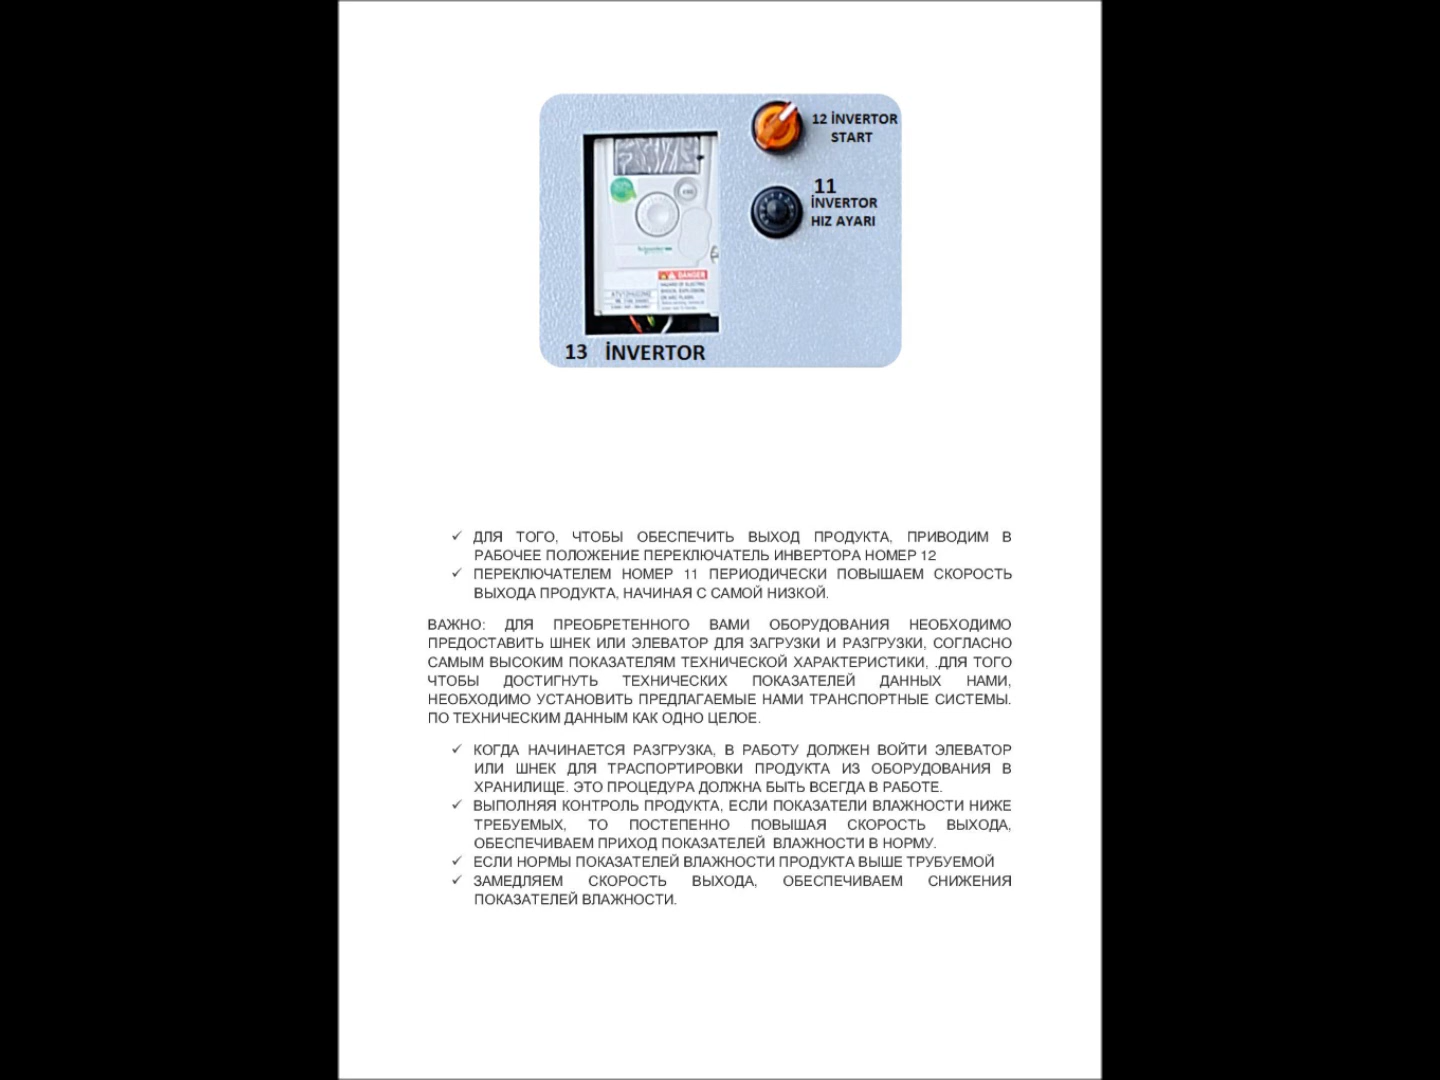 12 İNVERTOR
START
11
İNVERTOR
HIZ AYARI
DANGER
13 İNVERTOR
✓ ДЛЯ ТОГО, ЧТОБЫ ОБЕСПЕЧИТЬ ВЫХОД ПРОДУКТА, ПРИВОДИМ В
РАБОЧЕЕ ПОЛОЖЕНИЕ ПЕРЕКЛЮЧАТЕЛЬ ИНВЕРТОРА НОМЕР 12
✓ ПЕРЕКЛЮЧАТЕЛЕМ НОМЕР 11 ПЕРИОДИЧЕСКИ ПОВЫШАЕМ СКОРОСТЬ
ВЫХОДА ПРОДУКТА, НАЧИНАЯ С САМОЙ НИЗКОЙ.
ВАЖНО: ДЛЯ ПРЕОБРЕТЕННОГО ВАМИ ОБОРУДОВАНИЯ НЕОБХОДИМО
ПРЕДОСТАВИТЬ ШНЕК ИЛИ ЭЛЕВАТОР ДЛЯ ЗАГРУЗКИ И РАЗГРУЗКИ, СОГЛАСНО
САМЫМ ВЫСОКИМ ПОКАЗАТЕЛЯМ ТЕХНИЧЕСКОЙ ХАРАКТЕРИСТИКИ, .ДЛЯ ТОГО
ЧТОБЫ ДОСТИГНУТЬ ТЕХНИЧЕСКИХ ПОКАЗАТЕЛЕЙ ДАННЫХ НАМИ,
НЕОБХОДИМО УСТАНОВИТЬ ПРЕДЛАГАЕМЫЕ НАМИ ТРАНСПОРТНЫЕ СИСТЕМЫ.
ПО ТЕХНИЧЕСКИМ ДАННЫМ КАК ОДНО ЦЕЛОЕ.
✓ КОГДА НАЧИНАЕТСЯ РАЗГРУЗКА, В РАБОТУ ДОЛЖЕН ВОЙТИ ЭЛЕВАТОР
ИЛИ ШНЕК ДЛЯ ТРАСПОРТИРОВКИ ПРОДУКТА ИЗ ОБОРУДОВАНИЯ В
ХРАНИЛИЩЕ. ЭТО ПРОЦЕДУРА ДОЛЖНА БЫТЬ ВСЕГДА В РАБОТЕ.
✓ ВЫПОЛНЯЯ КОНТРОЛЬ ПРОДУКТА, ЕСЛИ ПОКАЗАТЕЛИ ВЛАЖНОСТИ НИЖЕ
ТРЕБУЕМЫХ, ТО ПОСТЕПЕННО ПОВЫШАЯ СКОРОСТЬ ВЫХОДА,
ОБЕСПЕЧИВАЕМ ПРИХОД ПОКАЗАТЕЛЕЙ ВЛАЖНОСТИ В НОРМУ.
✓ ЕСЛИ НОРМЫ ПОКАЗАТЕЛЕЙ ВЛАЖНОСТИ ПРОДУКТА ВЫШЕ ТРУБУЕМОЙ
✓ ЗАМЕДЛЯЕМ СКОРОСТЬ ВЫХОДА, ОБЕСПЕЧИВАЕМ СНИЖЕНИЯ
ПОКАЗАТЕЛЕЙ ВЛАЖНОСТИ.